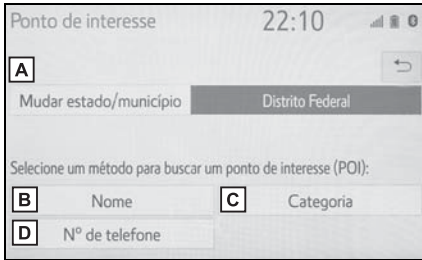 Ponto de interesse 22:10
A
Mudar estado/município Distrito Federal
Selecione um método para buscar um ponto de interesse (POI):
B Nome C Categoria
D Nº de telefone